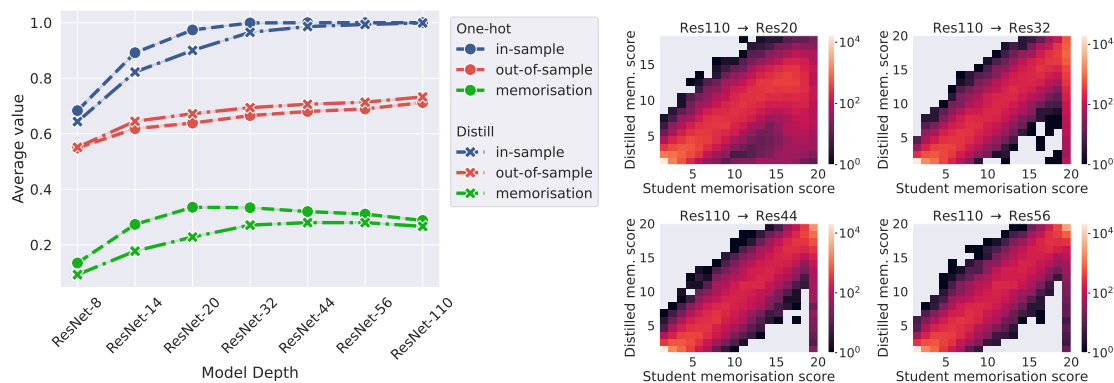 1.0
0.8
0.6
0.4
0.2
Average value
ResNet-8
ResNet-14
ResNet-20
ResNet-32
ResNet-44
ResNet-56
ResNet-110
Model Depth
One-hot
in-sample
out-of-sample
memorisation
Distill
in-sample
out-of-sample
memorisation
Res110 → Res20
Distilled mem. score
15
10
5
5
10
15
20
Student memorisation score
10^4
10^2
10^0
Res110 → Res32
Distilled mem. score
20
15
10
5
5
10
15
20
Student memorisation score
10^4
10^2
10^0
Res110 → Res44
Distilled mem. score
20
15
10
5
5
10
15
20
Student memorisation score
10^4
10^2
10^0
Res110 → Res56
Distilled mem. score
20
15
10
5
5
10
15
20
Student memorisation score
10^4
10^2
10^0